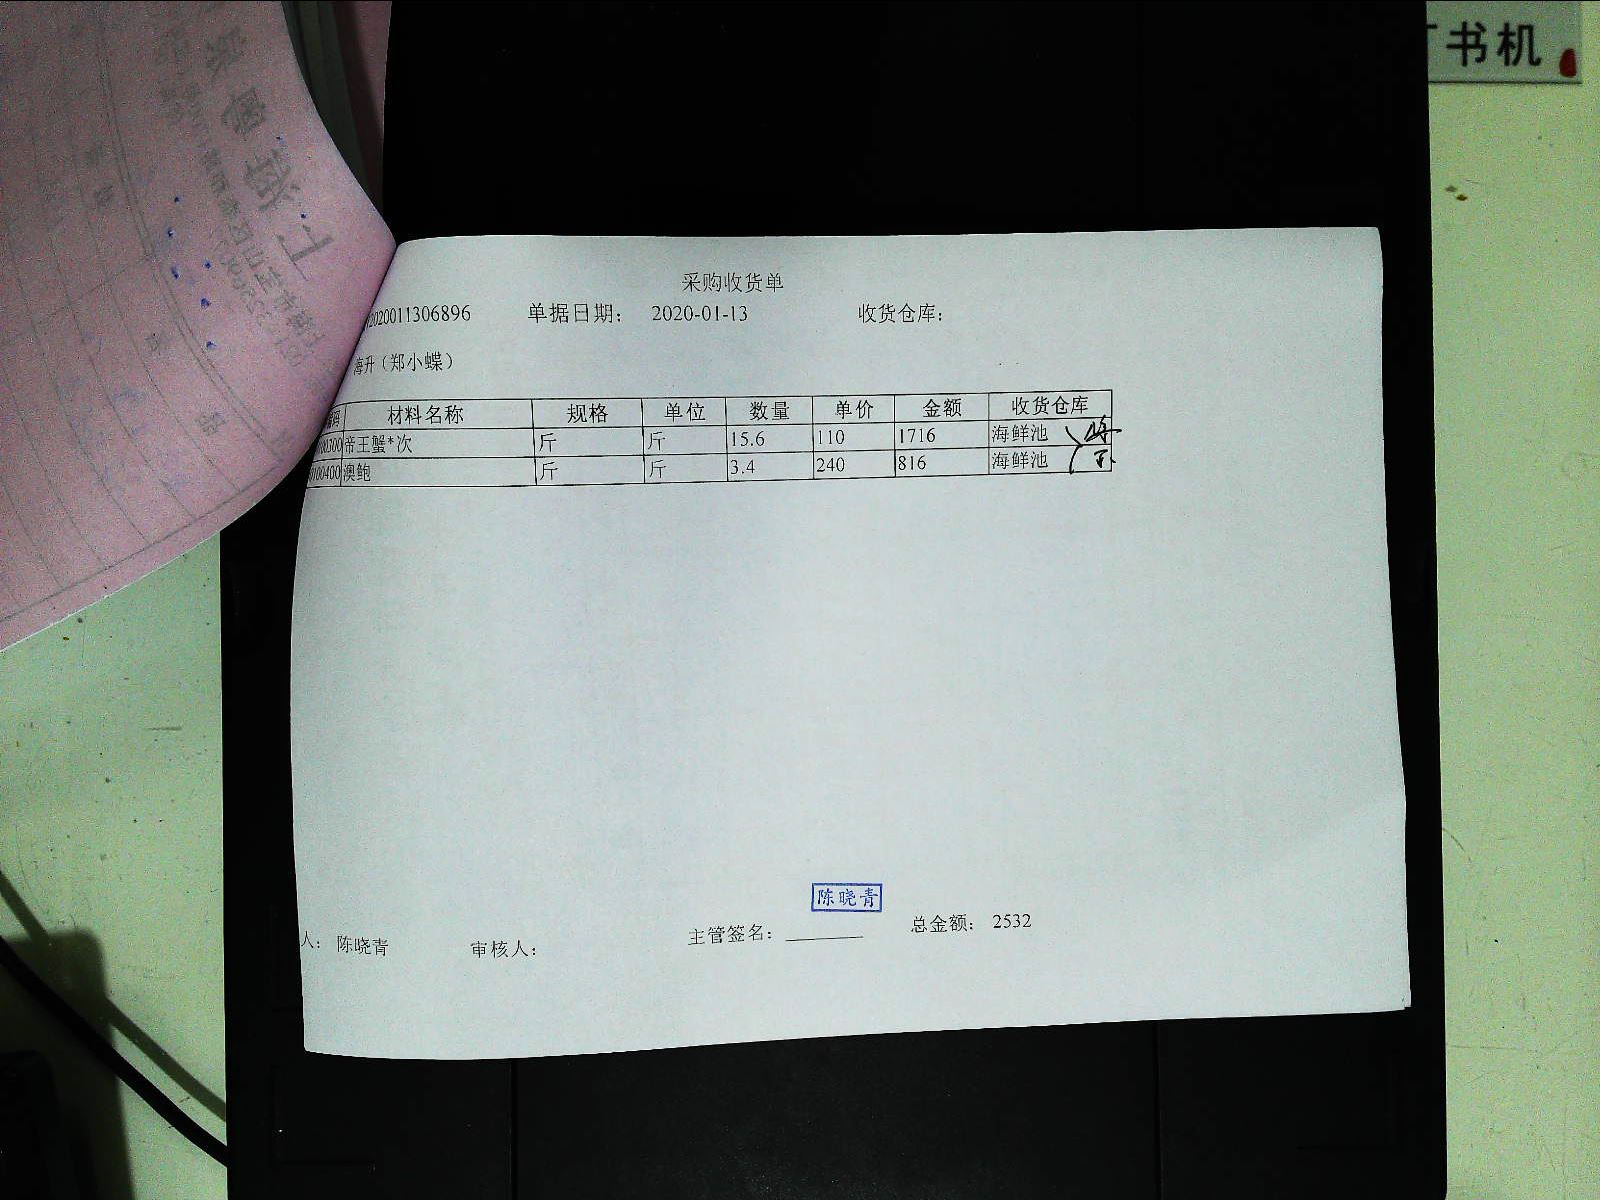 书机
采购收货单
2020011306896 单据日期： 2020-01-13 收货仓库：
海升（郑小蝶）
材料名称 规格 单位 数量 单价 金额 收货仓库
00300 帝王蟹*次 斤 斤 15.6 110 1716 海鲜池
00400 澳鲍 斤 斤 3.4 240 816 海鲜池
陈晓青
人： 陈晓青 审核人： 主管签名： 总金额： 2532